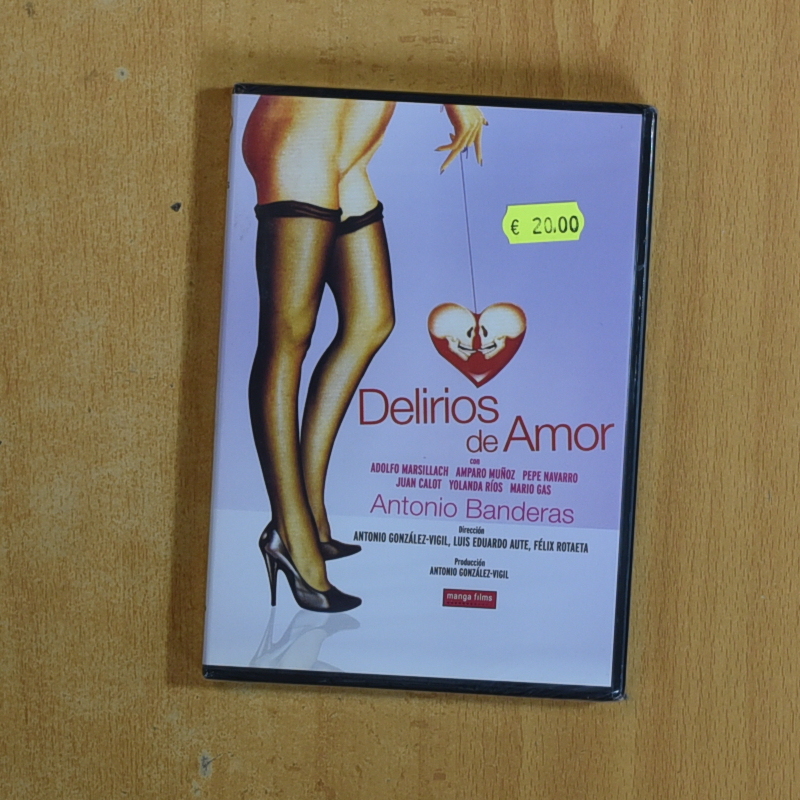 € 20.00
Delirios
de Amor
con
ADOLFO MARSILLACH AMPARO MUÑOZ PEPE NAVARRO
JUAN CALOT YOLANDA RÍOS MARIO GAS
Antonio Banderas
Dirección
ANTONIO GONZÁLEZ-VIGIL, LUIS EDUARDO AUTE, FÉLIX ROTAETA
Producción
ANTONIO GONZÁLEZ-VIGIL
manga films